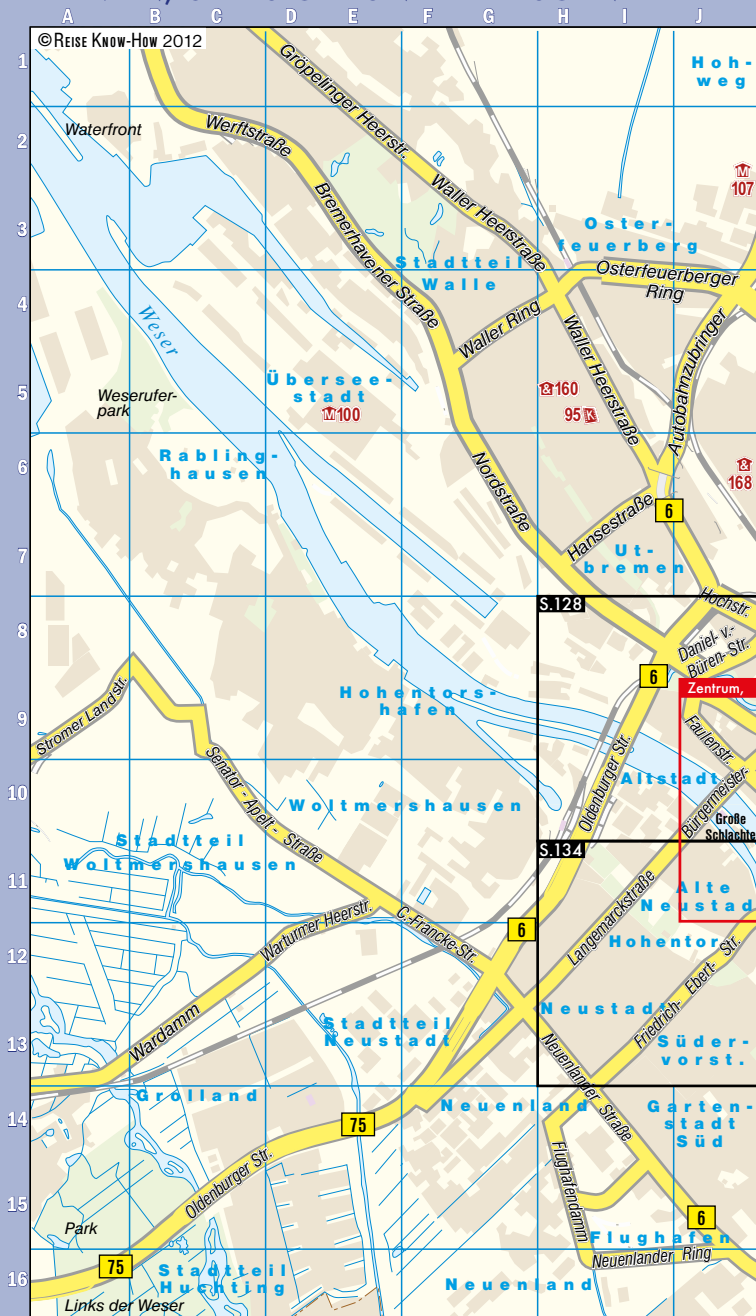 A B C D E F G H I J
©REISE KNOW-HOW 2012
1
2
3
4
5
6
7
8
9
10
11
12
13
14
15
16
Hoh-
weg
Gröpelinger Heerstr.
Waterfront
Werftstraße
M
107
Bremerhavener Straße
Waller Heerstraße
Oster-
feuerberg
Stadtteil
Walle
Osterfeuerberger
Ring
Weser
Waller Ring
Waller Heerstraße
Autobahnzubringer
Übersee-
stadt
M100
Weserufer-
park
160
95 K
Rabling-
hausen
168
Nordstraße
6
Hansestraße
Ut-
bremen
S.128
Hochstr.
Daniel-v.-
Büren-Str.
6
Zentrum,
Hohentors-
hafen
Stromer Landstr.
Faulenstr.
Senator-Apelt-Straße
Oldenburger Str.
Altstadt
Bürgermeister-
Woltmershausen
Große
Schlachte
Stadtteil
Woltmershausen
S.134
Alte
Neustad
Langemarckstraße
Warturmer Heerstr.
C.-Francke-Str.
6
Hohentor
Friedrich-Ebert-Str.
Neustadt
Wardamm
Stadtteil
Neustadt
Neuenlander Straße
Süder-
vorst.
Grolland
Neuenland
Garten-
stadt
Süd
75
Oldenburger Str.
Flughafendamm
Park
6
Flughafen
75
Stadtteil
Huchting
Neuenlander Ring
Neuenland
Links der Weser